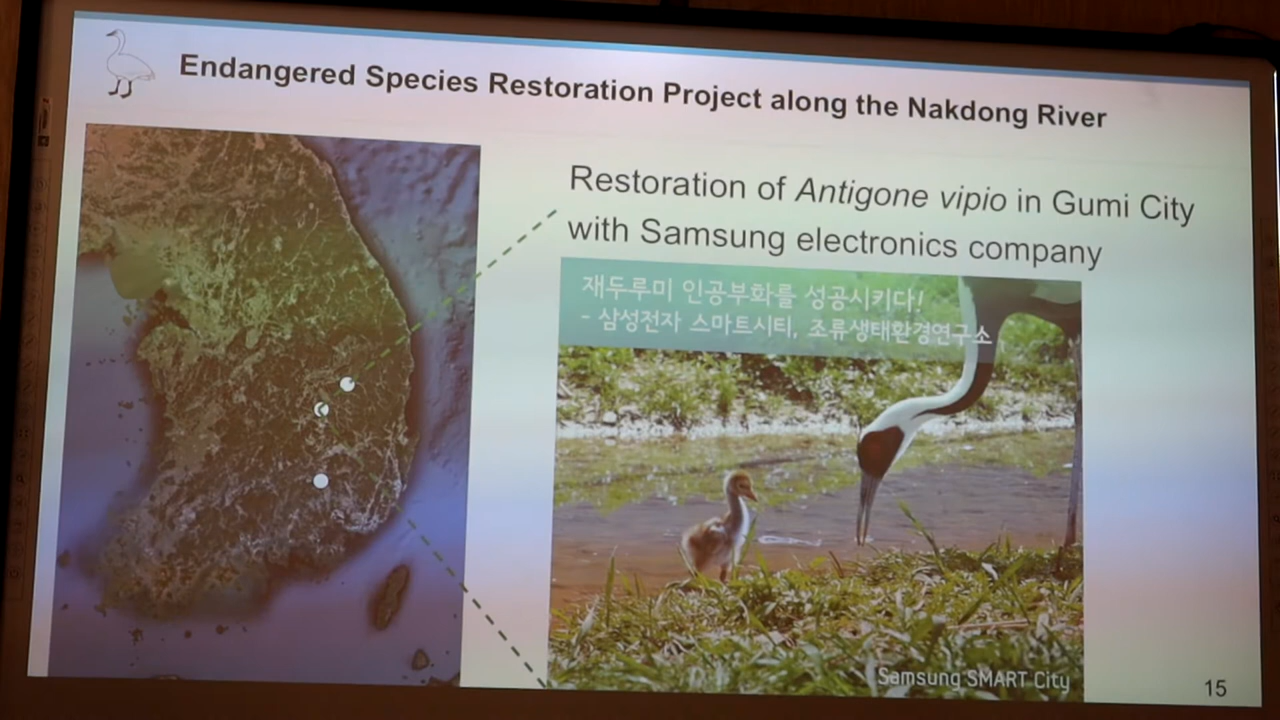 Endangered Species Restoration Project along the Nakdong River
Restoration of Antigone vipio in Gumi City
with Samsung electronics company
재두루미 인공부화를 성공시키다!
- 삼성전자 스마트시티, 조류생태환경연구소
Samsung SMART City
15